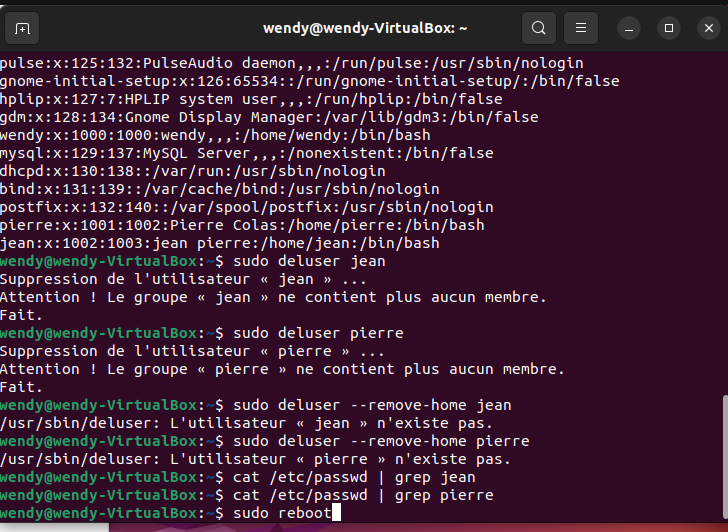 wendy@wendy-VirtualBox: ~
pulse:x:125:132:PulseAudio daemon,,,:/run/pulse:/usr/sbin/nologin
gnome-initial-setup:x:126:65534::/run/gnome-initial-setup/:/bin/false
hplip:x:127:7:HPLIP system user,,,:/run/hplip:/bin/false
gdm:x:128:134:Gnome Display Manager:/var/lib/gdm3:/bin/false
wendy:x:1000:1000:wendy,,,:/home/wendy:/bin/bash
mysql:x:129:137:MySQL Server,,,:/nonexistent:/bin/false
dhcpd:x:130:138::/var/run:/usr/sbin/nologin
bind:x:131:139::/var/cache/bind:/usr/sbin/nologin
postfix:x:132:140::/var/spool/postfix:/usr/sbin/nologin
pierre:x:1001:1002:Pierre Colas:/home/pierre:/bin/bash
jean:x:1002:1003:jean pierre:/home/jean:/bin/bash
wendy@wendy-VirtualBox:~$ sudo deluser jean
Suppression de l'utilisateur « jean » ...
Attention ! Le groupe « jean » ne contient plus aucun membre.
Fait.
wendy@wendy-VirtualBox:~$ sudo deluser pierre
Suppression de l'utilisateur « pierre » ...
Attention ! Le groupe « pierre » ne contient plus aucun membre.
Fait.
wendy@wendy-VirtualBox:~$ sudo deluser --remove-home jean
/usr/sbin/deluser: L'utilisateur « jean » n'existe pas.
wendy@wendy-VirtualBox:~$ sudo deluser --remove-home pierre
/usr/sbin/deluser: L'utilisateur « pierre » n'existe pas.
wendy@wendy-VirtualBox:~$ cat /etc/passwd | grep jean
wendy@wendy-VirtualBox:~$ cat /etc/passwd | grep pierre
wendy@wendy-VirtualBox:~$ sudo reboot